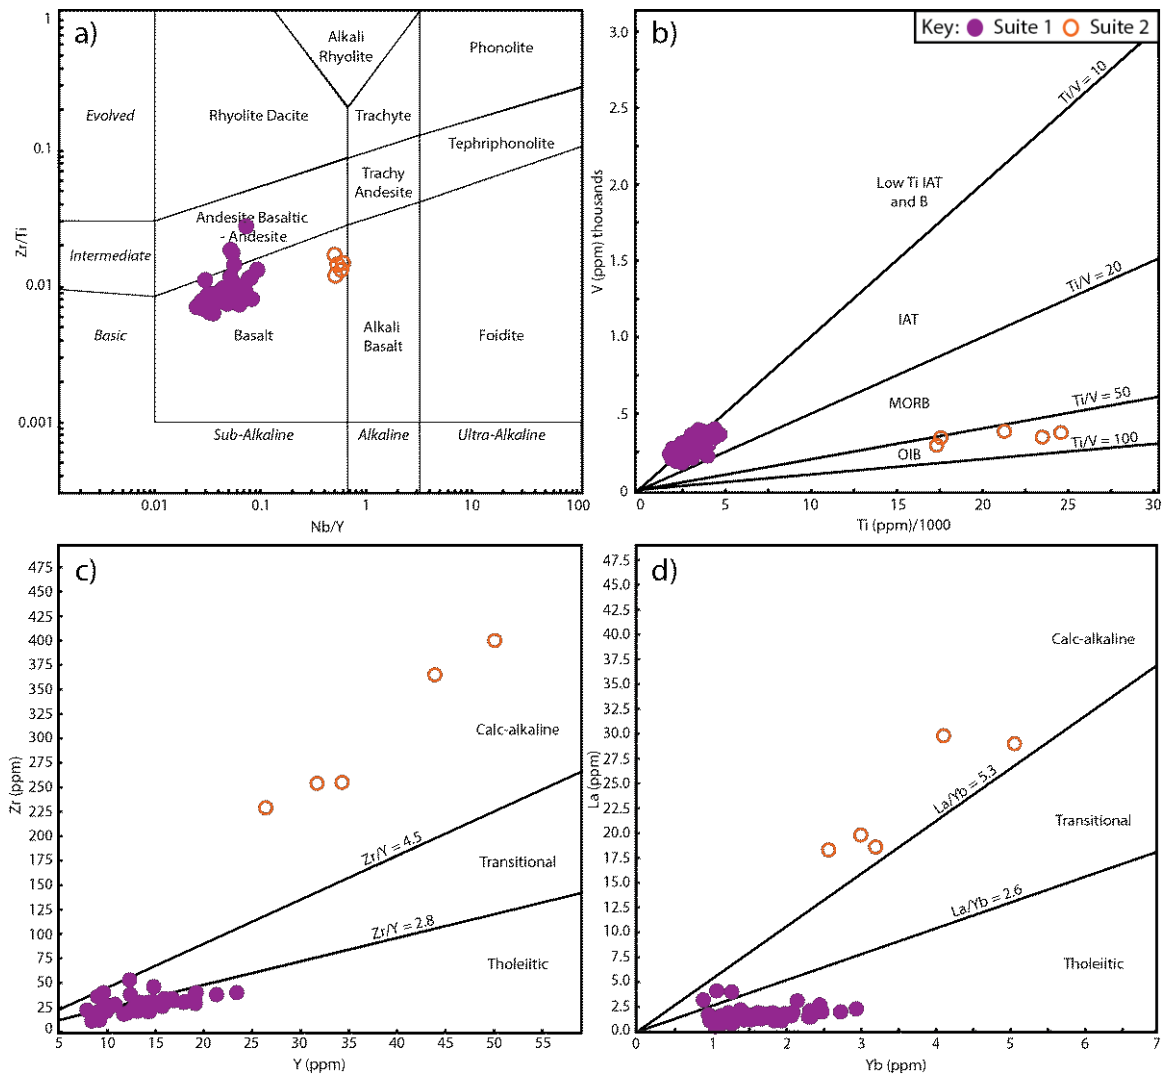 a)
1
0.1
0.01
0.001
Zr/Ti
Evolved
Intermediate
Basic
Alkali
Rhyolite
Phonolite
Rhyolite Dacite
Trachyte
Tephriphonolite
Trachy
Andesite
Andesite Basaltic
- Andesite
Basalt
Alkali
Basalt
Foidite
Sub-Alkaline
Alkaline
Ultra-Alkaline
0.01
0.1
1
10
100
Nb/Y
b)
Key: Suite 1 Suite 2
3.0
2.5
2.0
1.5
1.0
.5
0
V (ppm) thousands
Ti/V = 10
Low Ti IAT
and B
Ti/V = 20
IAT
MORB
Ti/V = 50
OIB
Ti/V = 100
0
5
10
15
20
25
30
Ti (ppm)/1000
c)
475
450
425
400
375
350
325
300
275
250
225
200
175
150
125
100
75
50
25
0
Zr (ppm)
Calc-alkaline
Zr/Y = 4.5
Transitional
Zr/Y = 2.8
Tholeiitic
5
10
15
20
25
30
35
40
45
50
55
Y (ppm)
d)
47.5
45.0
42.5
40.0
37.5
35.0
32.5
30.0
27.5
25.0
22.5
20.0
17.5
15.0
12.5
10.0
7.5
5.0
2.5
0.0
La (ppm)
Calc-alkaline
La/Yb = 5.3
Transitional
La/Yb = 2.6
Tholeiitic
0
1
2
3
4
5
6
7
Yb (ppm)